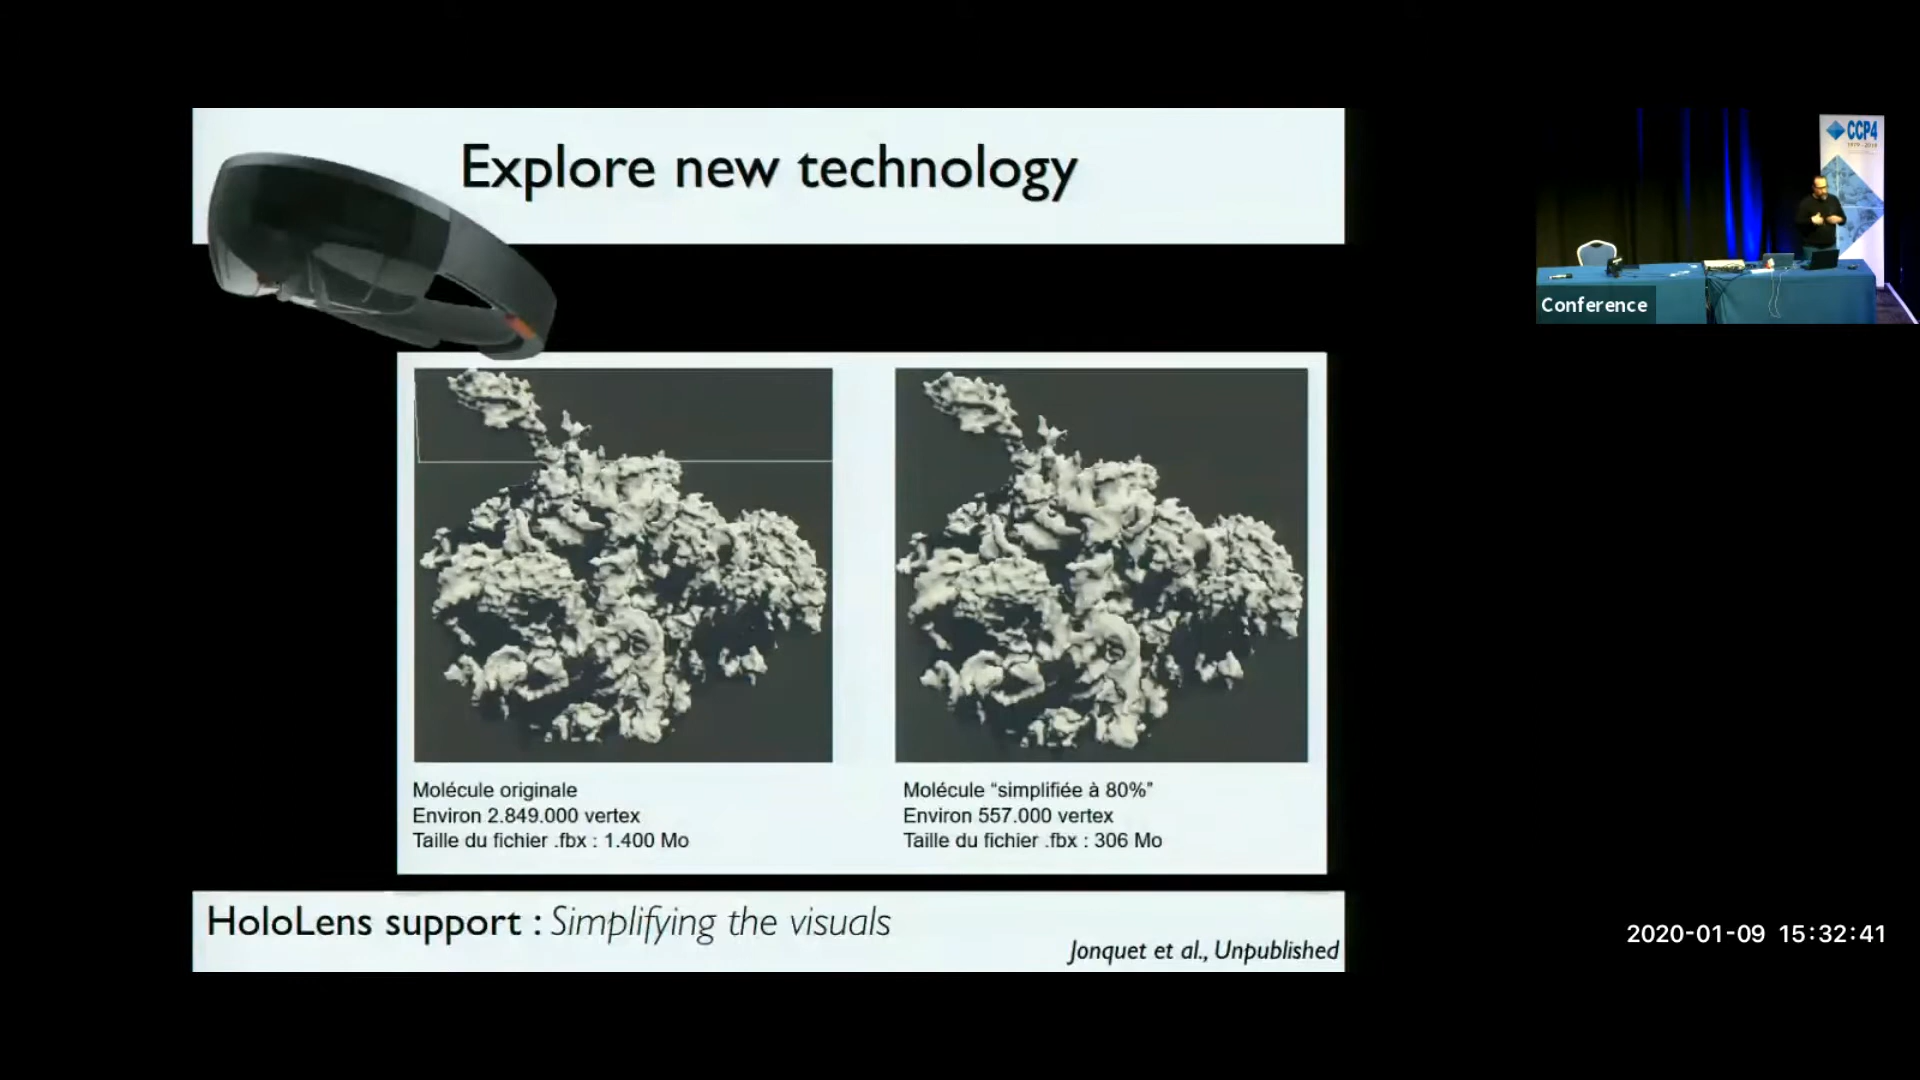 Explore new technology
Molécule originale
Environ 2.849.000 vertex
Taille du fichier .fbx : 1.400 Mo
Molécule “simplifiée à 80%”
Environ 557.000 vertex
Taille du fichier .fbx : 306 Mo
HoloLens support : Simplifying the visuals
Jonquet et al., Unpublished
CCP4
1979 - 2019
Conference
2020-01-09 15:32:41